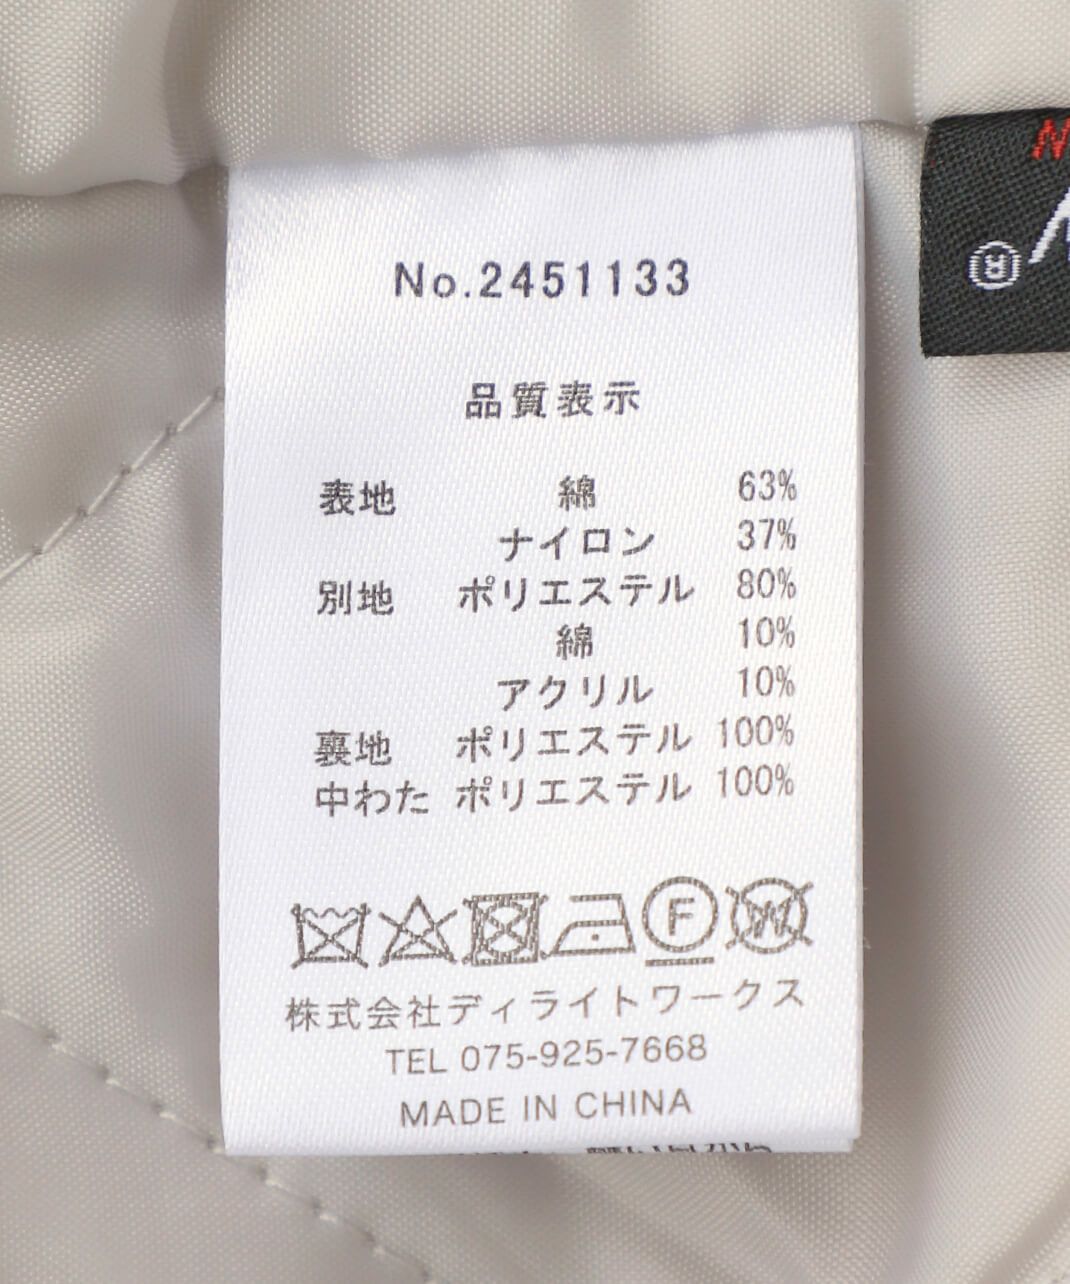 No.2451133
品質表示
表地 綿 63%
ナイロン 37%
別地 ポリエステル 80%
綿 10%
アクリル 10%
裏地 ポリエステル 100%
中わた ポリエステル 100%
F W
株式会社ディライトワークス
TEL 075-925-7668
MADE IN CHINA
®